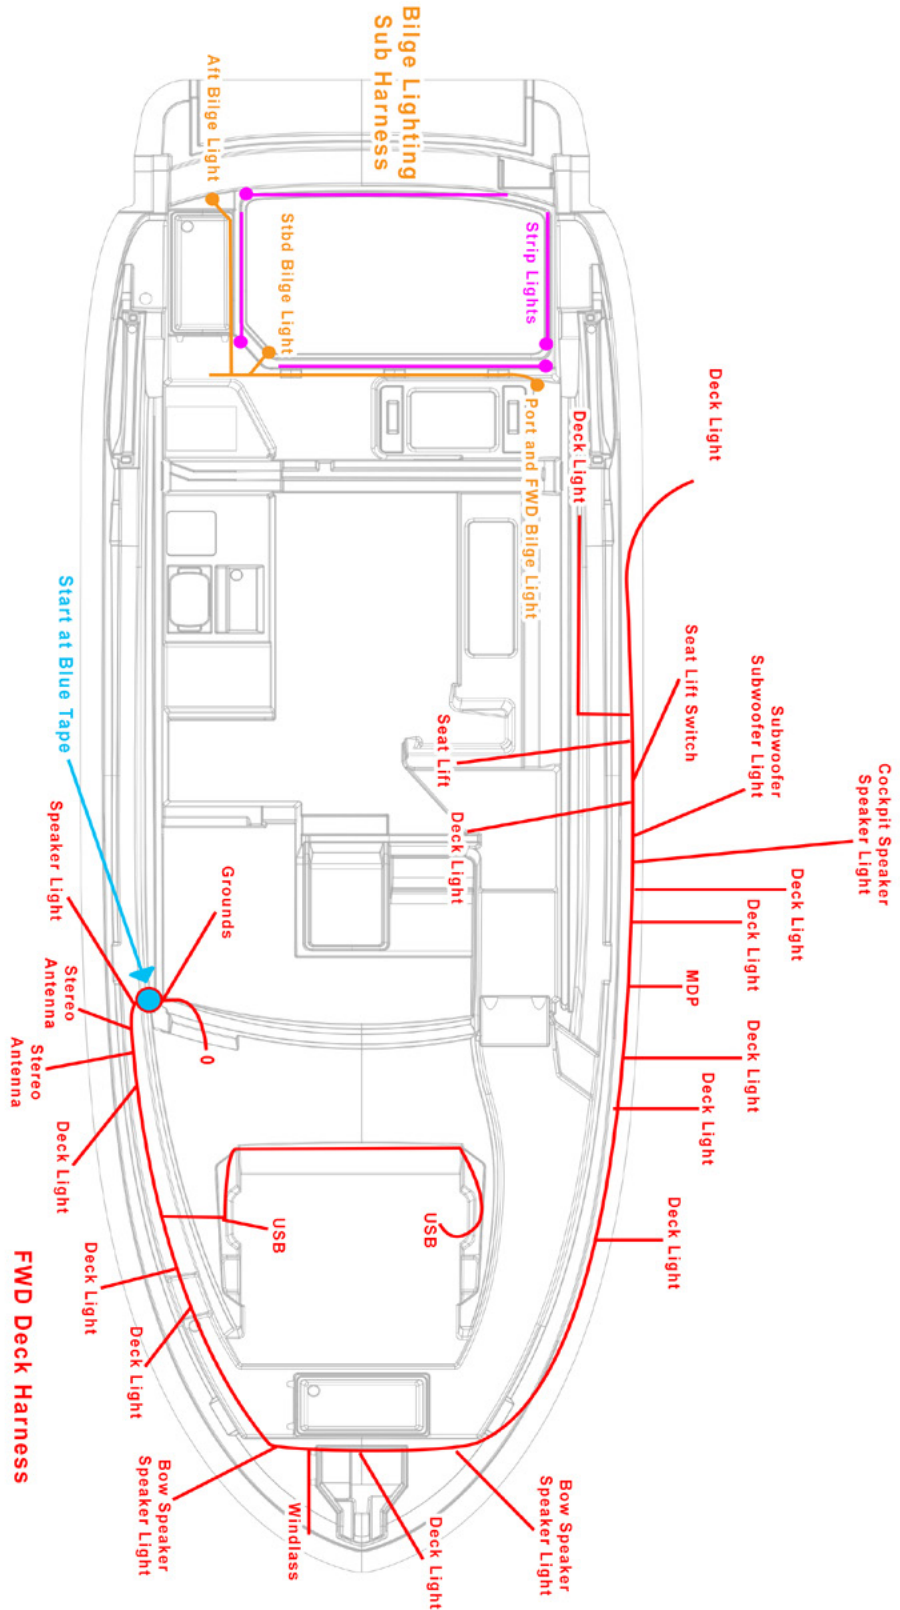 Bilge Lighting
Sub Harness
Aft Bilge Light
Stbd Bilge Light
Strip Lights
Port and FWD Bilge Light
Deck Light
Deck Light
Seat Lift Switch
Subwoofer
Subwoofer Light
Cockpit Speaker
Speaker Light
Seat Lift
Deck Light
Deck Light
Deck Light
MDP
Deck Light
Deck Light
Deck Light
Start at Blue Tape
Speaker Light
Grounds
0
Stereo
Antenna
Stereo
Antenna
Deck Light
USB
USB
Deck Light
Deck Light
Bow Speaker
Speaker Light
Windlass
Deck Light
Bow Speaker
Speaker Light
FWD Deck Harness